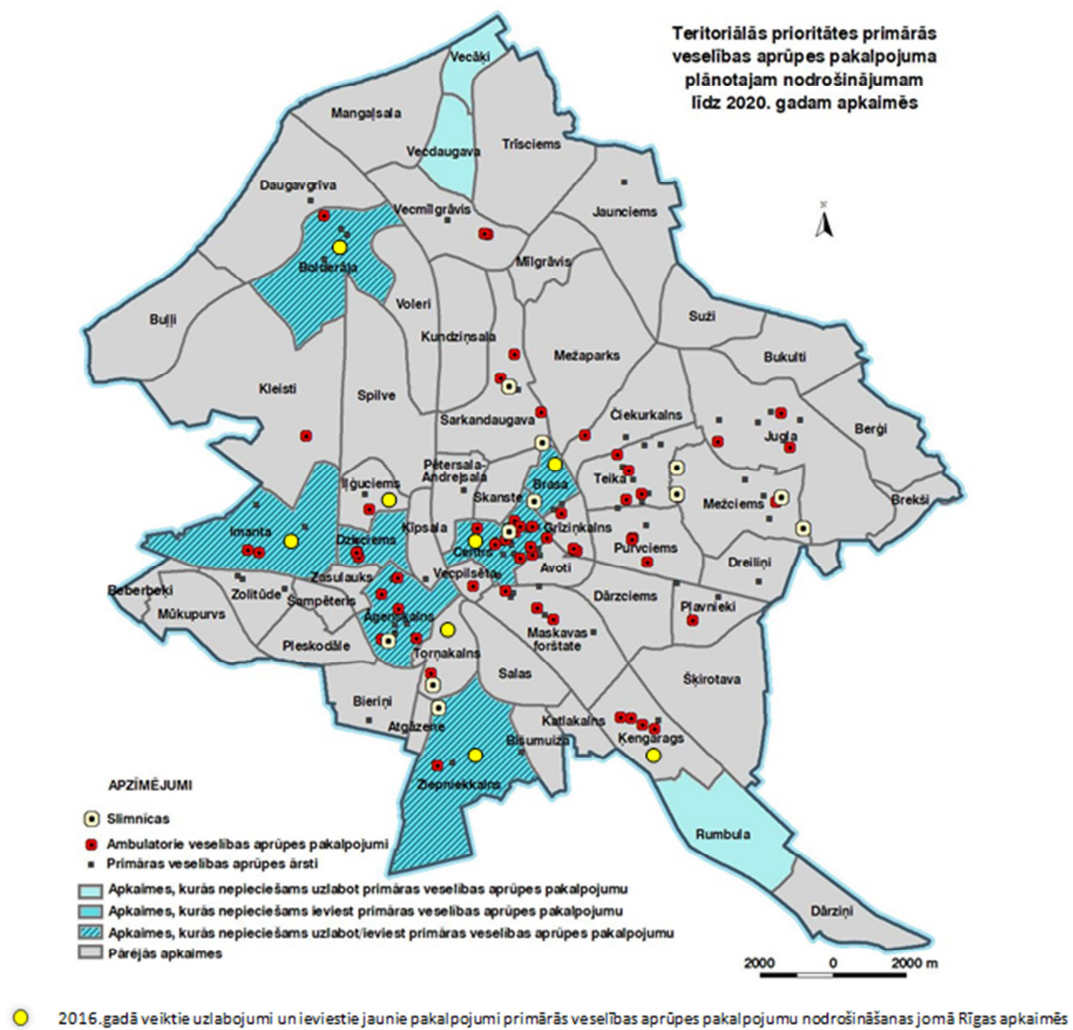 Teritoriālās prioritātes primārās
veselības aprūpes pakalpojuma
plānotajam nodrošinājumam
līdz 2020. gadam apkaimēs
Vecāķi
Mangaļsala
Vecdaugava
Trīsciems
Daugavgrīva
Vecmīlgrāvis
Jaunciems
N
Mīlgrāvis
Bolderāja
Voleri
Buļļi
Suži
Kundziņsala
Mežaparks
Bukulti
Kleisti
Spilve
Sarkandaugava
Čiekurkalns
Jugla
Berģi
Pētersala-
Andrejsala
Iļģuciems
Skanste
Brasa
Teika
Mežciems
Brekši
Imanta
Dzirciems
Ķīpsala
Centrs
Grīziņkalns
Purvciems
Dreiliņi
Vecpilsēta
Avoti
Zasulauks
Beberbeķi
Zolitūde
Šampēteris
Mūkupurvs
Dārzciems
Pļavnieki
Āgenskalns
Pleskodāle
Torņakalns
Maskavas
forštate
Salas
Šķirotava
Bieriņi
Atgāzene
Katlakalns
Bišumuiža
Ķengarags
Ziepniekkalns
Rumbula
Dārziņi
APZĪMĒJUMI
Slimnīcas
Ambulatorie veselības aprūpes pakalpojumi
Primāras veselības aprūpes ārsti
Apkaimes, kurās nepieciešams uzlabot primāras veselības aprūpes pakalpojumu
Apkaimes, kurās nepieciešams ieviest primāras veselības aprūpes pakalpojumu
Apkaimes, kurās nepieciešams uzlabot/ieviest primāras veselības aprūpes pakalpojumu
Pārējās apkaimes
2000 0 2000 m
2016.gadā veiktie uzlabojumi un ieviestie jaunie pakalpojumi primārās veselības aprūpes pakalpojumu nodrošināšanas jomā Rīgas apkaimēs